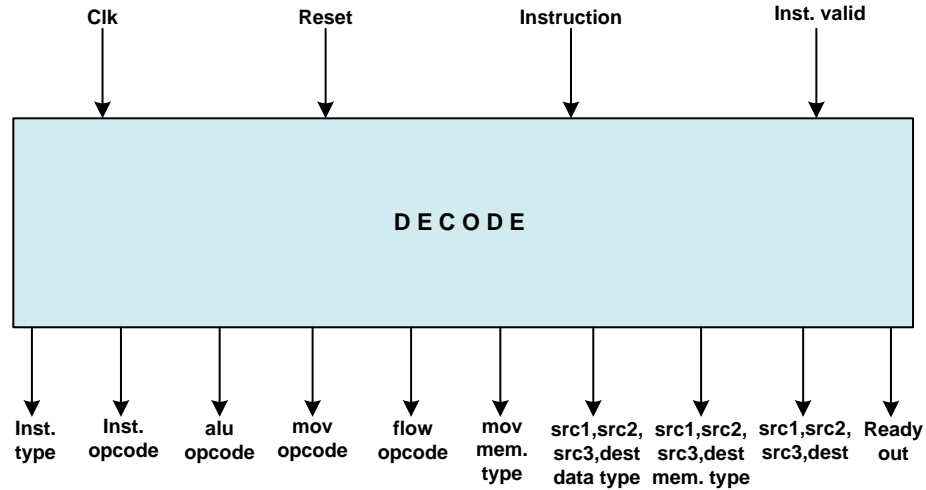 Clk
Reset
Instruction
Inst. valid
D E C O D E
Inst.
type
Inst.
opcode
alu
opcode
mov
opcode
flow
opcode
mov
mem.
type
src1,src2,
src3,dest
data type
src1,src2,
src3,dest
mem. type
src1,src2,
src3,dest
Ready
out